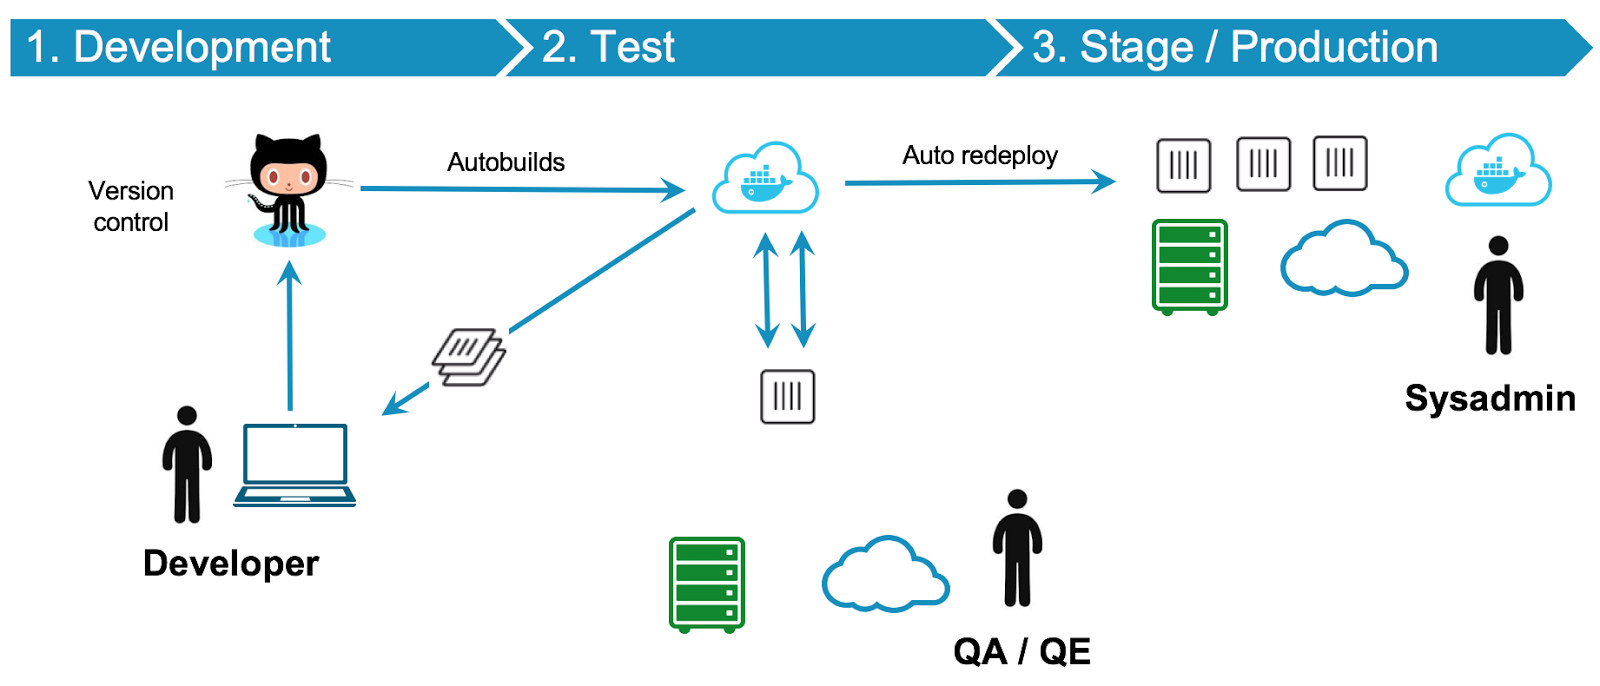 1. Development
2. Test
3. Stage / Production
Version
control
Autobuilds
Auto redeploy
Sysadmin
Developer
QA / QE